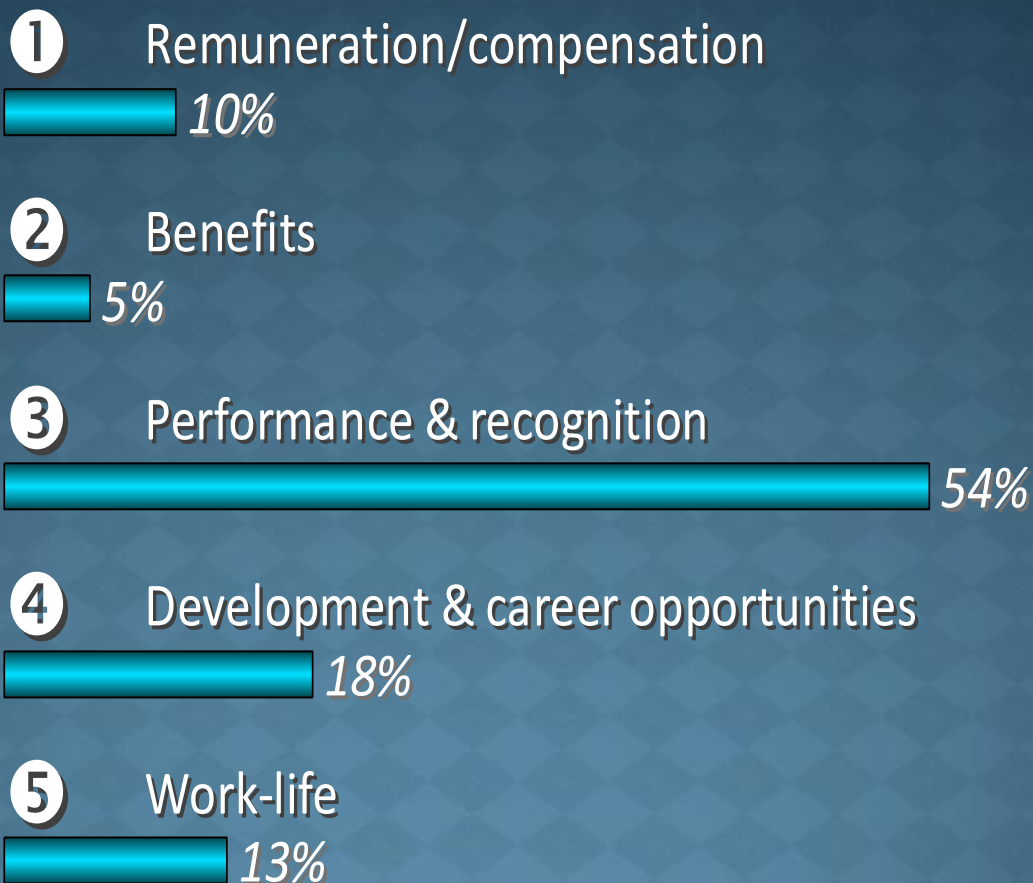 1 Remuneration/compensation
10%
2 Benefits
5%
3 Performance & recognition
54%
4 Development & career opportunities
18%
5 Work-life
13%